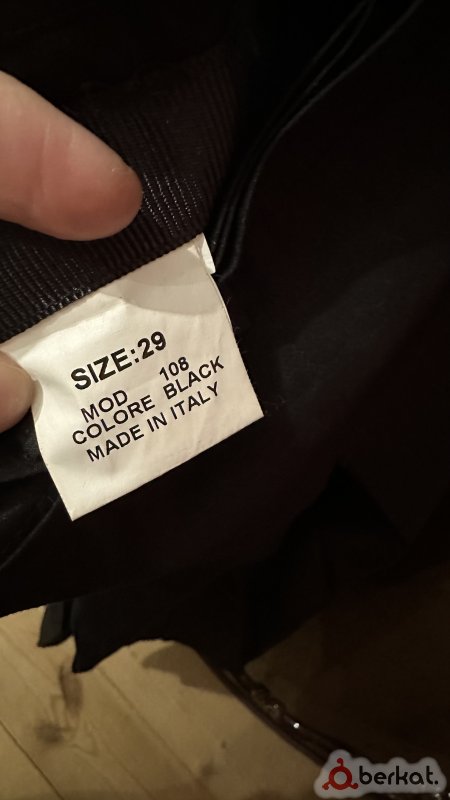 SIZE:29
MOD 108
COLORE BLACK
MADE IN ITALY
berkat.